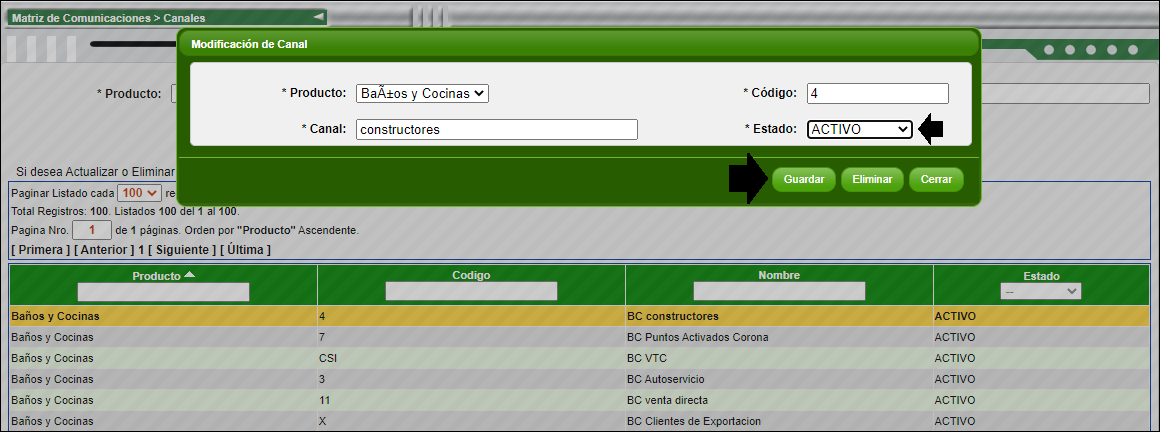 Matriz de Comunicaciones > Canales
Modificación de Canal
* Producto: BaÃ±os y Cocinas
* Código: 4
* Canal: constructores
* Estado: ACTIVO
Guardar Eliminar Cerrar
* Producto:
Si desea Actualizar o Eliminar
Paginar Listado cada 100 re
Total Registros: 100. Listados 100 del 1 al 100.
Pagina Nro. 1 de 1 páginas. Orden por "Producto" Ascendente.
[ Primera ] [ Anterior ] 1 [ Siguiente ] [ Última ]
Producto Codigo Nombre Estado
--
Baños y Cocinas 4 BC constructores ACTIVO
Baños y Cocinas 7 BC Puntos Activados Corona ACTIVO
Baños y Cocinas CSI BC VTC ACTIVO
Baños y Cocinas 3 BC Autoservicio ACTIVO
Baños y Cocinas 11 BC venta directa ACTIVO
Baños y Cocinas X BC Clientes de Exportacion ACTIVO